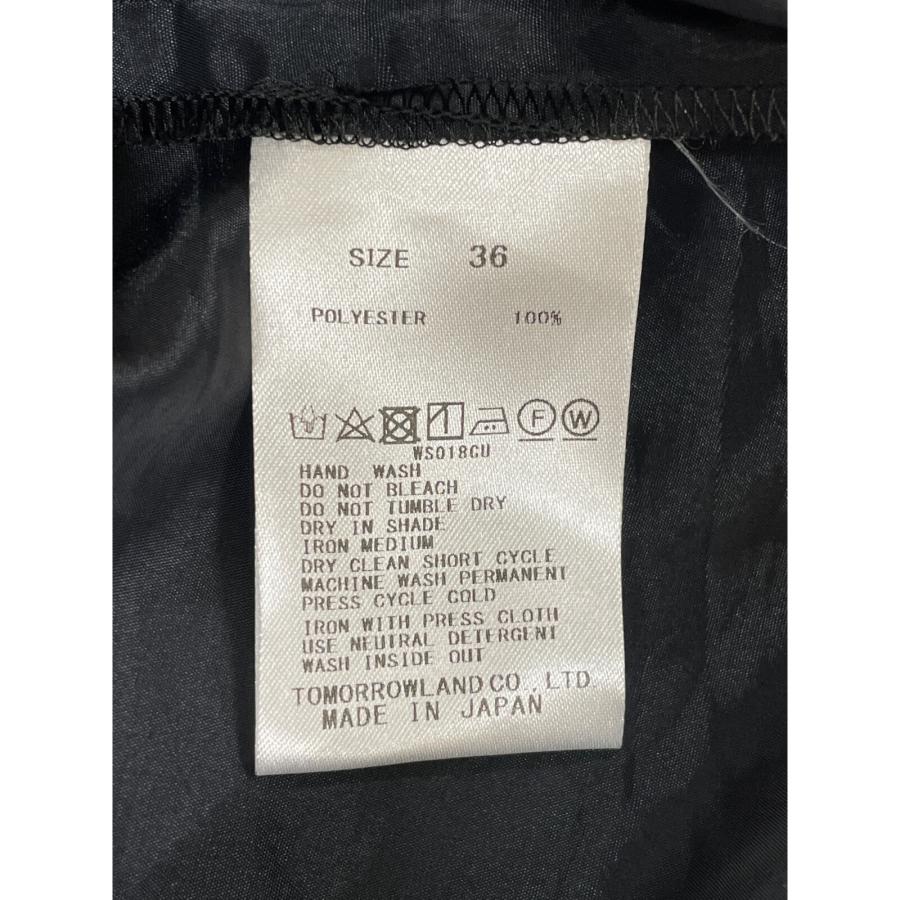 SIZE 36
POLYESTER 100%
F W
WS018CU
HAND WASH
DO NOT BLEACH
DO NOT TUMBLE DRY
DRY IN SHADE
IRON MEDIUM
DRY CLEAN SHORT CYCLE
MACHINE WASH PERMANENT
PRESS CYCLE COLD
IRON WITH PRESS CLOTH
USE NEUTRAL DETERGENT
WASH INSIDE OUT
TOMORROWLAND CO., LTD.
MADE IN JAPAN